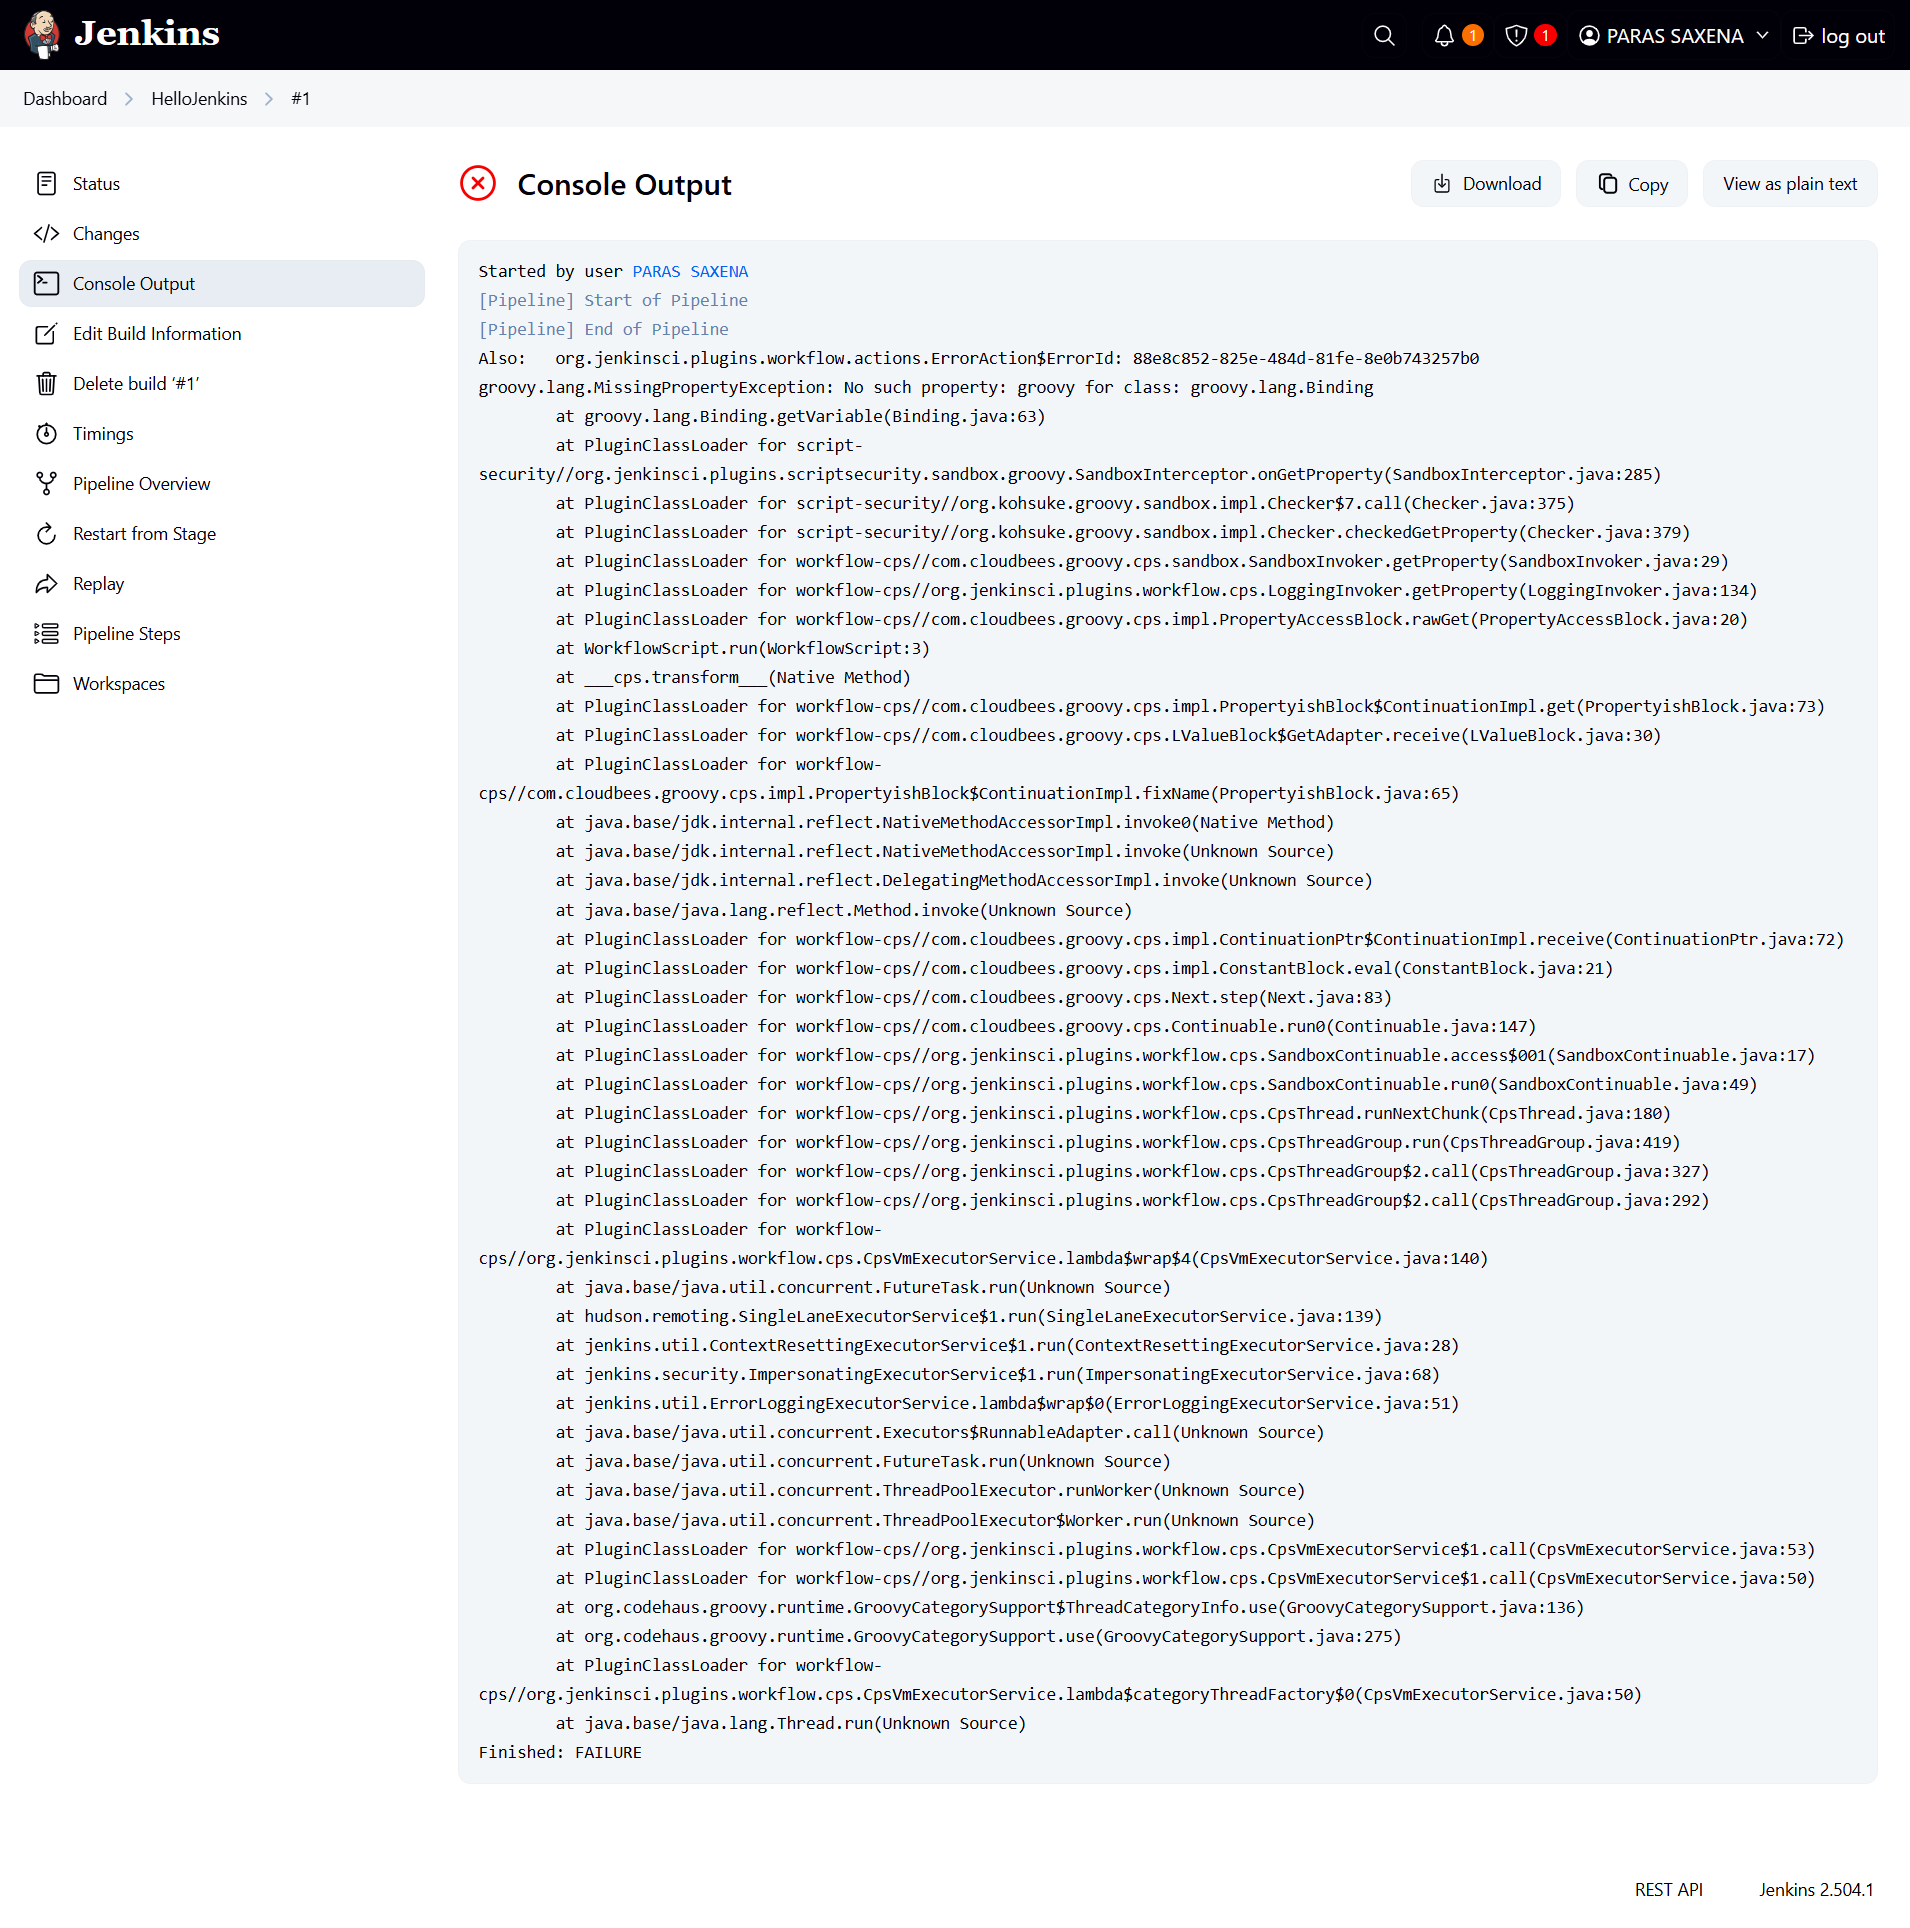 Jenkins
1
1
PARAS SAXENA
log out
Dashboard
HelloJenkins
#1
Status
Changes
Console Output
Edit Build Information
Delete build ‘#1’
Timings
Pipeline Overview
Restart from Stage
Replay
Pipeline Steps
Workspaces
Console Output
Download
Copy
View as plain text
Started by user PARAS SAXENA
[Pipeline] Start of Pipeline
[Pipeline] End of Pipeline
Also:   org.jenkinsci.plugins.workflow.actions.ErrorAction$ErrorId: 88e8c852-825e-484d-81fe-8e0b743257b0
groovy.lang.MissingPropertyException: No such property: groovy for class: groovy.lang.Binding
at groovy.lang.Binding.getVariable(Binding.java:63)
at PluginClassLoader for script-
security//org.jenkinsci.plugins.scriptsecurity.sandbox.groovy.SandboxInterceptor.onGetProperty(SandboxInterceptor.java:285)
at PluginClassLoader for script-security//org.kohsuke.groovy.sandbox.impl.Checker$7.call(Checker.java:375)
at PluginClassLoader for script-security//org.kohsuke.groovy.sandbox.impl.Checker.checkedGetProperty(Checker.java:379)
at PluginClassLoader for workflow-cps//com.cloudbees.groovy.cps.sandbox.SandboxInvoker.getProperty(SandboxInvoker.java:29)
at PluginClassLoader for workflow-cps//org.jenkinsci.plugins.workflow.cps.LoggingInvoker.getProperty(LoggingInvoker.java:134)
at PluginClassLoader for workflow-cps//com.cloudbees.groovy.cps.impl.PropertyAccessBlock.rawGet(PropertyAccessBlock.java:20)
at WorkflowScript.run(WorkflowScript:3)
at ___cps.transform___(Native Method)
at PluginClassLoader for workflow-cps//com.cloudbees.groovy.cps.impl.PropertyishBlock$ContinuationImpl.get(PropertyishBlock.java:73)
at PluginClassLoader for workflow-cps//com.cloudbees.groovy.cps.LValueBlock$GetAdapter.receive(LValueBlock.java:30)
at PluginClassLoader for workflow-
cps//com.cloudbees.groovy.cps.impl.PropertyishBlock$ContinuationImpl.fixName(PropertyishBlock.java:65)
at java.base/jdk.internal.reflect.NativeMethodAccessorImpl.invoke0(Native Method)
at java.base/jdk.internal.reflect.NativeMethodAccessorImpl.invoke(Unknown Source)
at java.base/jdk.internal.reflect.DelegatingMethodAccessorImpl.invoke(Unknown Source)
at java.base/java.lang.reflect.Method.invoke(Unknown Source)
at PluginClassLoader for workflow-cps//com.cloudbees.groovy.cps.impl.ContinuationPtr$ContinuationImpl.receive(ContinuationPtr.java:72)
at PluginClassLoader for workflow-cps//com.cloudbees.groovy.cps.impl.ConstantBlock.eval(ConstantBlock.java:21)
at PluginClassLoader for workflow-cps//com.cloudbees.groovy.cps.Next.step(Next.java:83)
at PluginClassLoader for workflow-cps//com.cloudbees.groovy.cps.Continuable.run0(Continuable.java:147)
at PluginClassLoader for workflow-cps//org.jenkinsci.plugins.workflow.cps.SandboxContinuable.access$001(SandboxContinuable.java:17)
at PluginClassLoader for workflow-cps//org.jenkinsci.plugins.workflow.cps.SandboxContinuable.run0(SandboxContinuable.java:49)
at PluginClassLoader for workflow-cps//org.jenkinsci.plugins.workflow.cps.CpsThread.runNextChunk(CpsThread.java:180)
at PluginClassLoader for workflow-cps//org.jenkinsci.plugins.workflow.cps.CpsThreadGroup.run(CpsThreadGroup.java:419)
at PluginClassLoader for workflow-cps//org.jenkinsci.plugins.workflow.cps.CpsThreadGroup$2.call(CpsThreadGroup.java:327)
at PluginClassLoader for workflow-cps//org.jenkinsci.plugins.workflow.cps.CpsThreadGroup$2.call(CpsThreadGroup.java:292)
at PluginClassLoader for workflow-
cps//org.jenkinsci.plugins.workflow.cps.CpsVmExecutorService.lambda$wrap$4(CpsVmExecutorService.java:140)
at java.base/java.util.concurrent.FutureTask.run(Unknown Source)
at hudson.remoting.SingleLaneExecutorService$1.run(SingleLaneExecutorService.java:139)
at jenkins.util.ContextResettingExecutorService$1.run(ContextResettingExecutorService.java:28)
at jenkins.security.ImpersonatingExecutorService$1.run(ImpersonatingExecutorService.java:68)
at jenkins.util.ErrorLoggingExecutorService.lambda$wrap$0(ErrorLoggingExecutorService.java:51)
at java.base/java.util.concurrent.Executors$RunnableAdapter.call(Unknown Source)
at java.base/java.util.concurrent.FutureTask.run(Unknown Source)
at java.base/java.util.concurrent.ThreadPoolExecutor.runWorker(Unknown Source)
at java.base/java.util.concurrent.ThreadPoolExecutor$Worker.run(Unknown Source)
at PluginClassLoader for workflow-cps//org.jenkinsci.plugins.workflow.cps.CpsVmExecutorService$1.call(CpsVmExecutorService.java:53)
at PluginClassLoader for workflow-cps//org.jenkinsci.plugins.workflow.cps.CpsVmExecutorService$1.call(CpsVmExecutorService.java:50)
at org.codehaus.groovy.runtime.GroovyCategorySupport$ThreadCategoryInfo.use(GroovyCategorySupport.java:136)
at org.codehaus.groovy.runtime.GroovyCategorySupport.use(GroovyCategorySupport.java:275)
at PluginClassLoader for workflow-
cps//org.jenkinsci.plugins.workflow.cps.CpsVmExecutorService.lambda$categoryThreadFactory$0(CpsVmExecutorService.java:50)
at java.base/java.lang.Thread.run(Unknown Source)
Finished: FAILURE
REST API
Jenkins 2.504.1